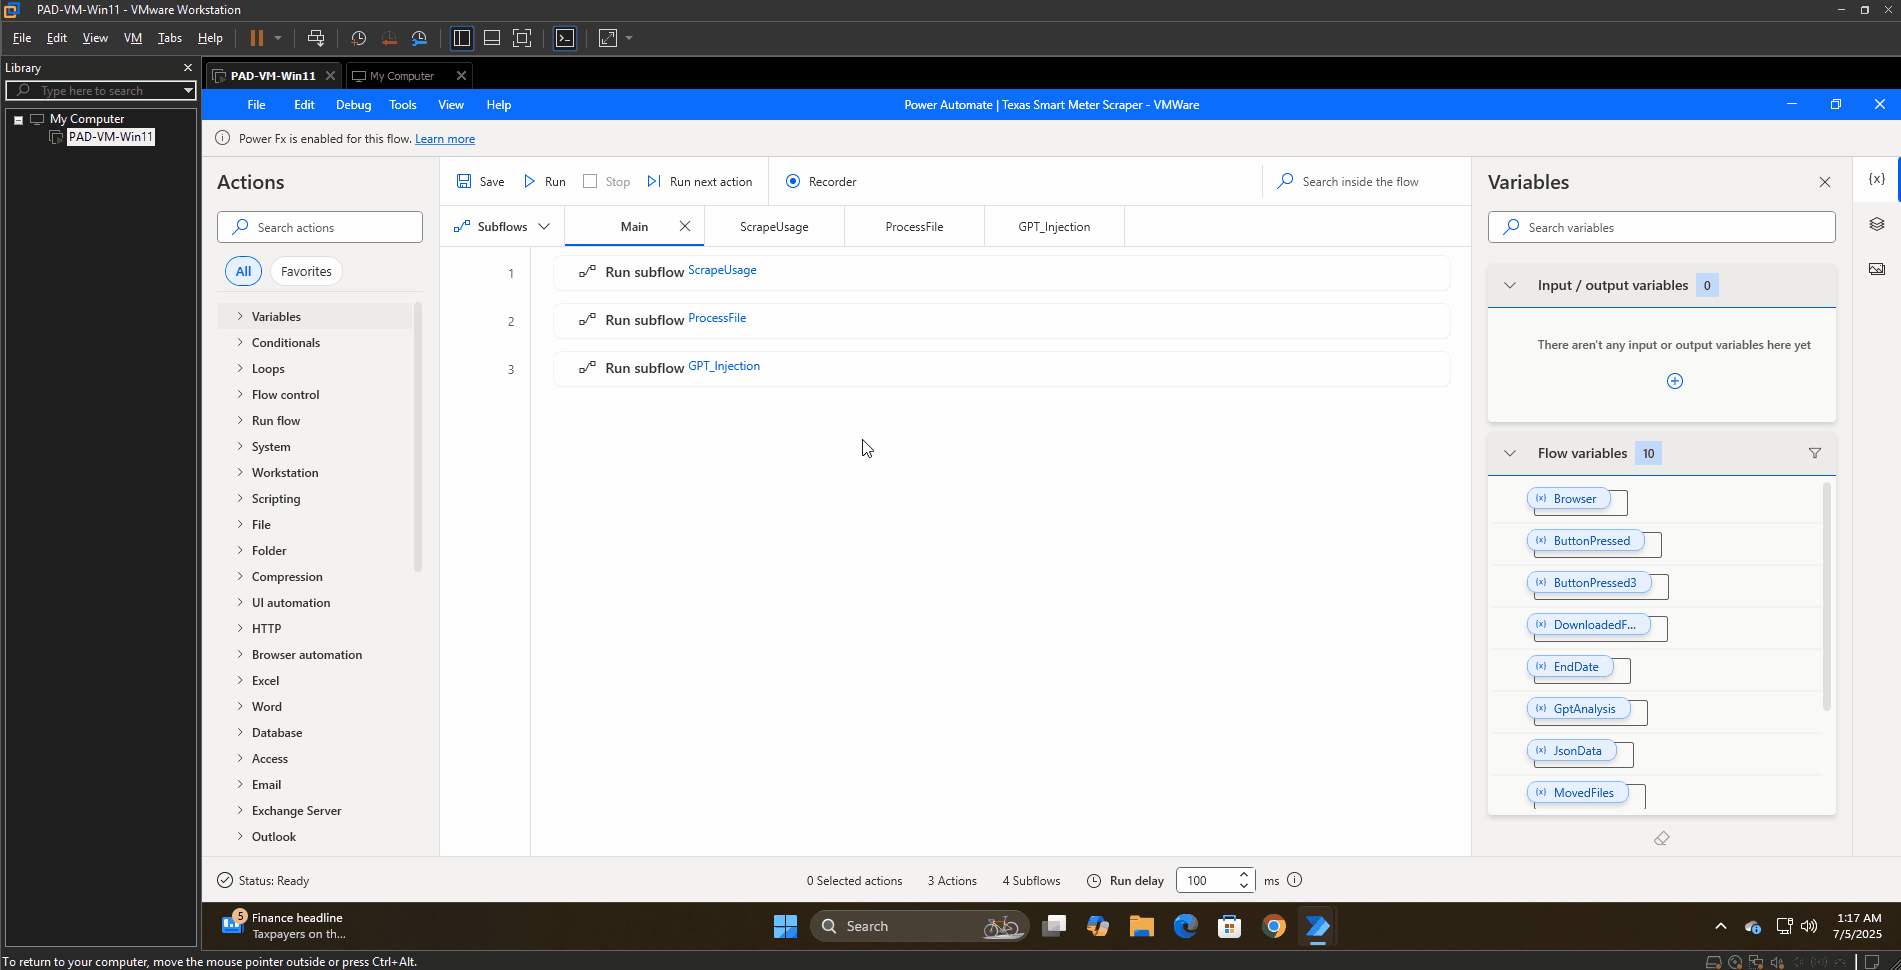 PAD-VM-Win11 - VMware Workstation
File Edit View VM Tabs Help
Library
Type here to search
My Computer
PAD-VM-Win11
PAD-VM-Win11
My Computer
File Edit Debug Tools View Help
Power Automate | Texas Smart Meter Scraper - VMWare
Power Fx is enabled for this flow. Learn more
Actions
Search actions
All
Favorites
Variables
Conditionals
Loops
Flow control
Run flow
System
Workstation
Scripting
File
Folder
Compression
UI automation
HTTP
Browser automation
Excel
Word
Database
Access
Email
Exchange Server
Outlook
Save
Run
Stop
Run next action
Recorder
Search inside the flow
Subflows
Main
ScrapeUsage
ProcessFile
GPT_Injection
1 Run subflow ScrapeUsage
2 Run subflow ProcessFile
3 Run subflow GPT_Injection
Variables
{x}
Search variables
Input / output variables 0
There aren't any input or output variables here yet
Flow variables 10
(x) Browser
(x) ButtonPressed
(x) ButtonPressed3
(x) DownloadedF...
(x) EndDate
(x) GptAnalysis
(x) JsonData
(x) MovedFiles
Status: Ready
0 Selected actions
3 Actions
4 Subflows
Run delay
100
ms
5
Finance headline
Taxpayers on th...
Search
1:17 AM
7/5/2025
To return to your computer, move the mouse pointer outside or press Ctrl+Alt.